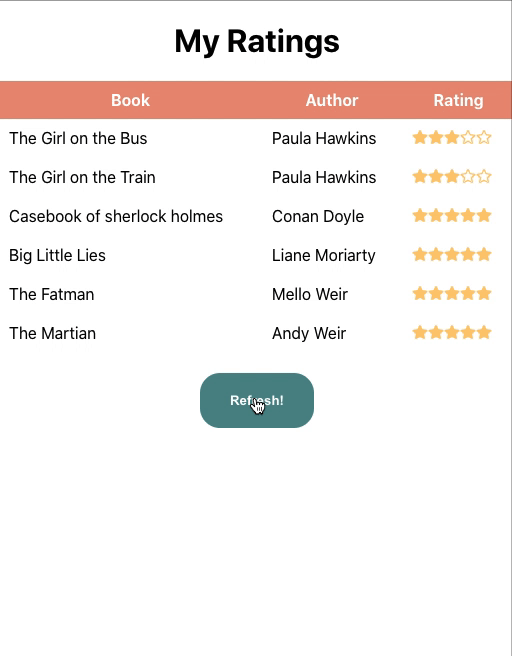 My Ratings
Book Author Rating
The Girl on the Bus Paula Hawkins
The Girl on the Train Paula Hawkins
Casebook of sherlock holmes Conan Doyle
Big Little Lies Liane Moriarty
The Fatman Mello Weir
The Martian Andy Weir
Refresh!